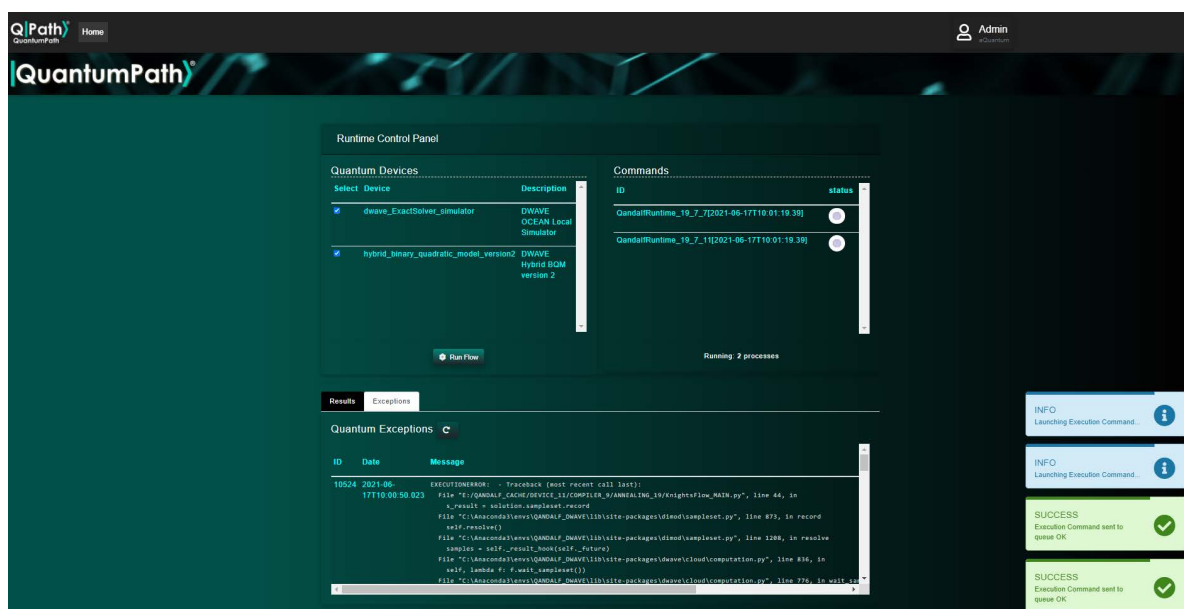 Q|Path⟩®
QuantumPath
Home
Admin
eQuantum
|QuantumPath⟩®
Runtime Control Panel
Quantum Devices
Select Device Description
dwave_ExactSolver_simulator DWAVE
OCEAN Local
Simulator
hybrid_binary_quadratic_model_version2 DWAVE
Hybrid BQM
version 2
Run Flow
Commands
ID status
QandalfRuntime_19_7_7[2021-06-17T10:01:19.39]
QandalfRuntime_19_7_11[2021-06-17T10:01:19.39]
Running: 2 processes
Results Exceptions
Quantum Exceptions
ID Date Message
10524 2021-06-
17T10:00:50.023
EXECUTIONERROR: - Traceback (most recent call last):
File "E:/QANDALF_CACHE/DEVICE_11/COMPILER_9/ANNEALING_19/KnightsFlow_MAIN.py", line 44, in
s_result = solution.sampleset.record
File "C:\Anaconda3\envs\QANDALF_DWAVE\lib\site-packages\dimod\sampleset.py", line 873, in record
self.resolve()
File "C:\Anaconda3\envs\QANDALF_DWAVE\lib\site-packages\dimod\sampleset.py", line 1208, in resolve
samples = self._result_hook(self._future)
File "C:\Anaconda3\envs\QANDALF_DWAVE\lib\site-packages\dwave\cloud\computation.py", line 836, in
self, lambda f: f.wait_sampleset())
File "C:\Anaconda3\envs\QANDALF_DWAVE\lib\site-packages\dwave\cloud\computation.py", line 776, in
INFO
Launching Execution Command...
INFO
Launching Execution Command...
SUCCESS
Execution Command sent to
queue OK
SUCCESS
Execution Command sent to
queue OK